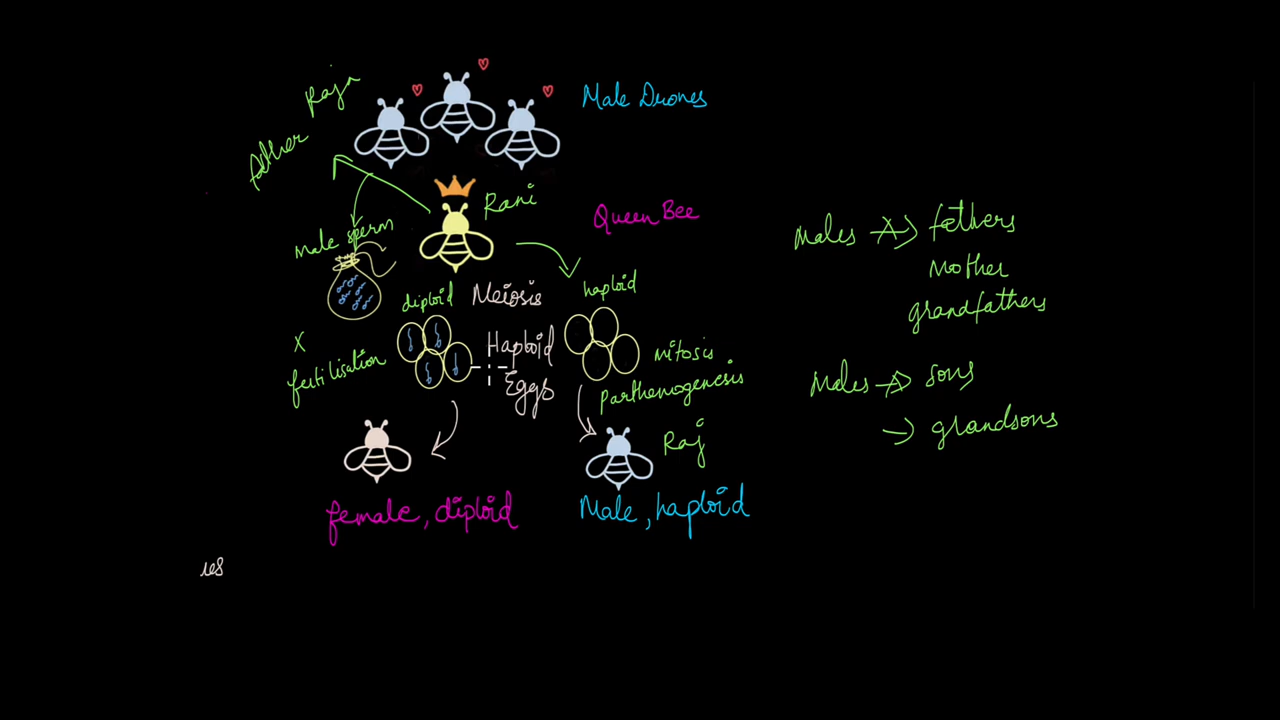 Raja
Father
Male Drones
Rani
Queen Bee
Male sperm
diploid
Meiosis
haploid
Haploid
Eggs
X
fertilisation
mitosis
parthenogenesis
Raj
female, diploid
Male, haploid
Males fathers
Mother
grandfathers
Males sons
→ grandsons